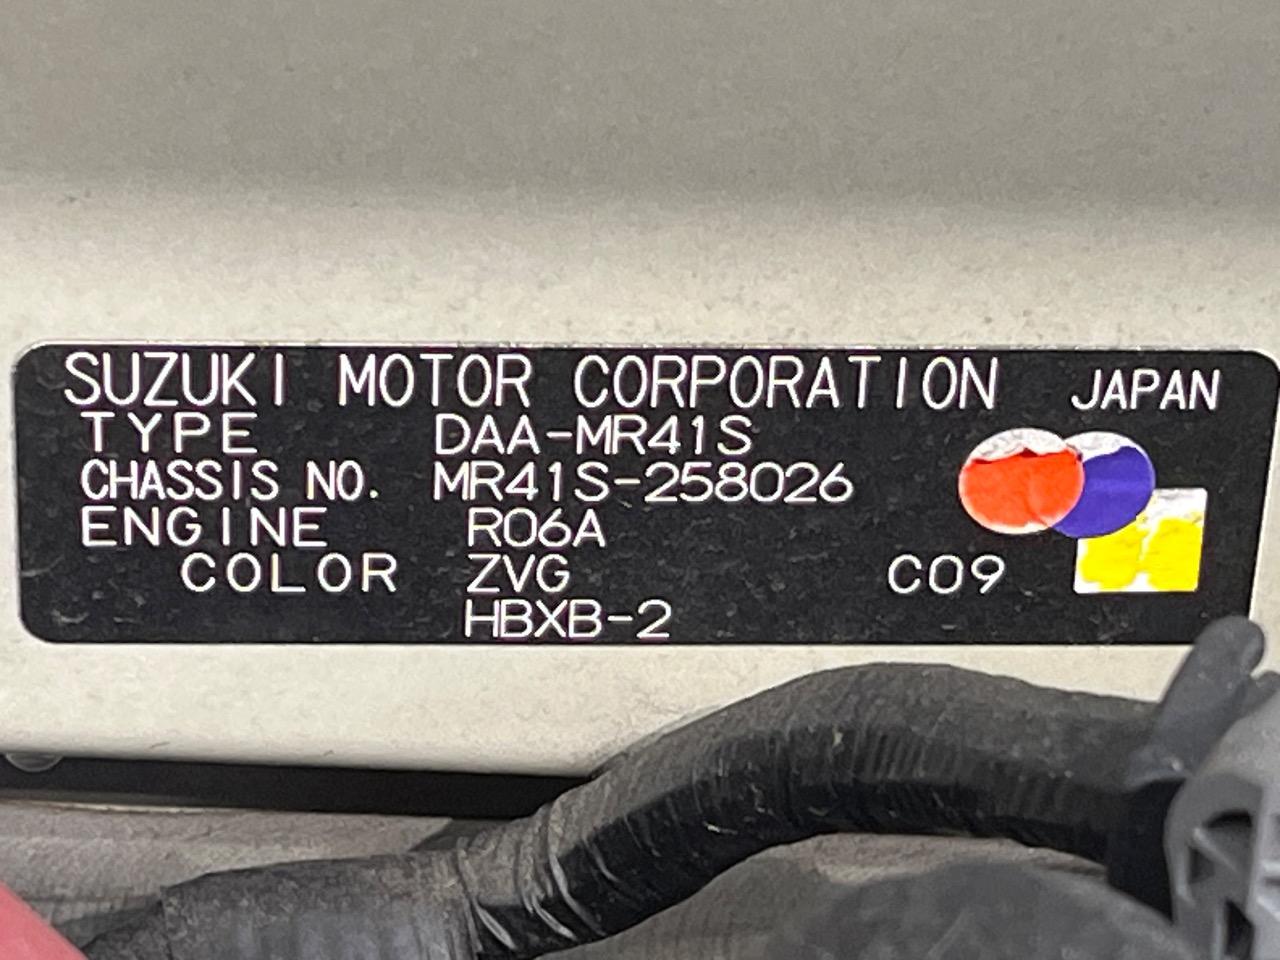 SUZUKI MOTOR CORPORATION JAPAN
TYPE DAA-MR41S
CHASSIS NO. MR41S-258026
ENGINE R06A
COLOR ZVG C09
HBXB-2